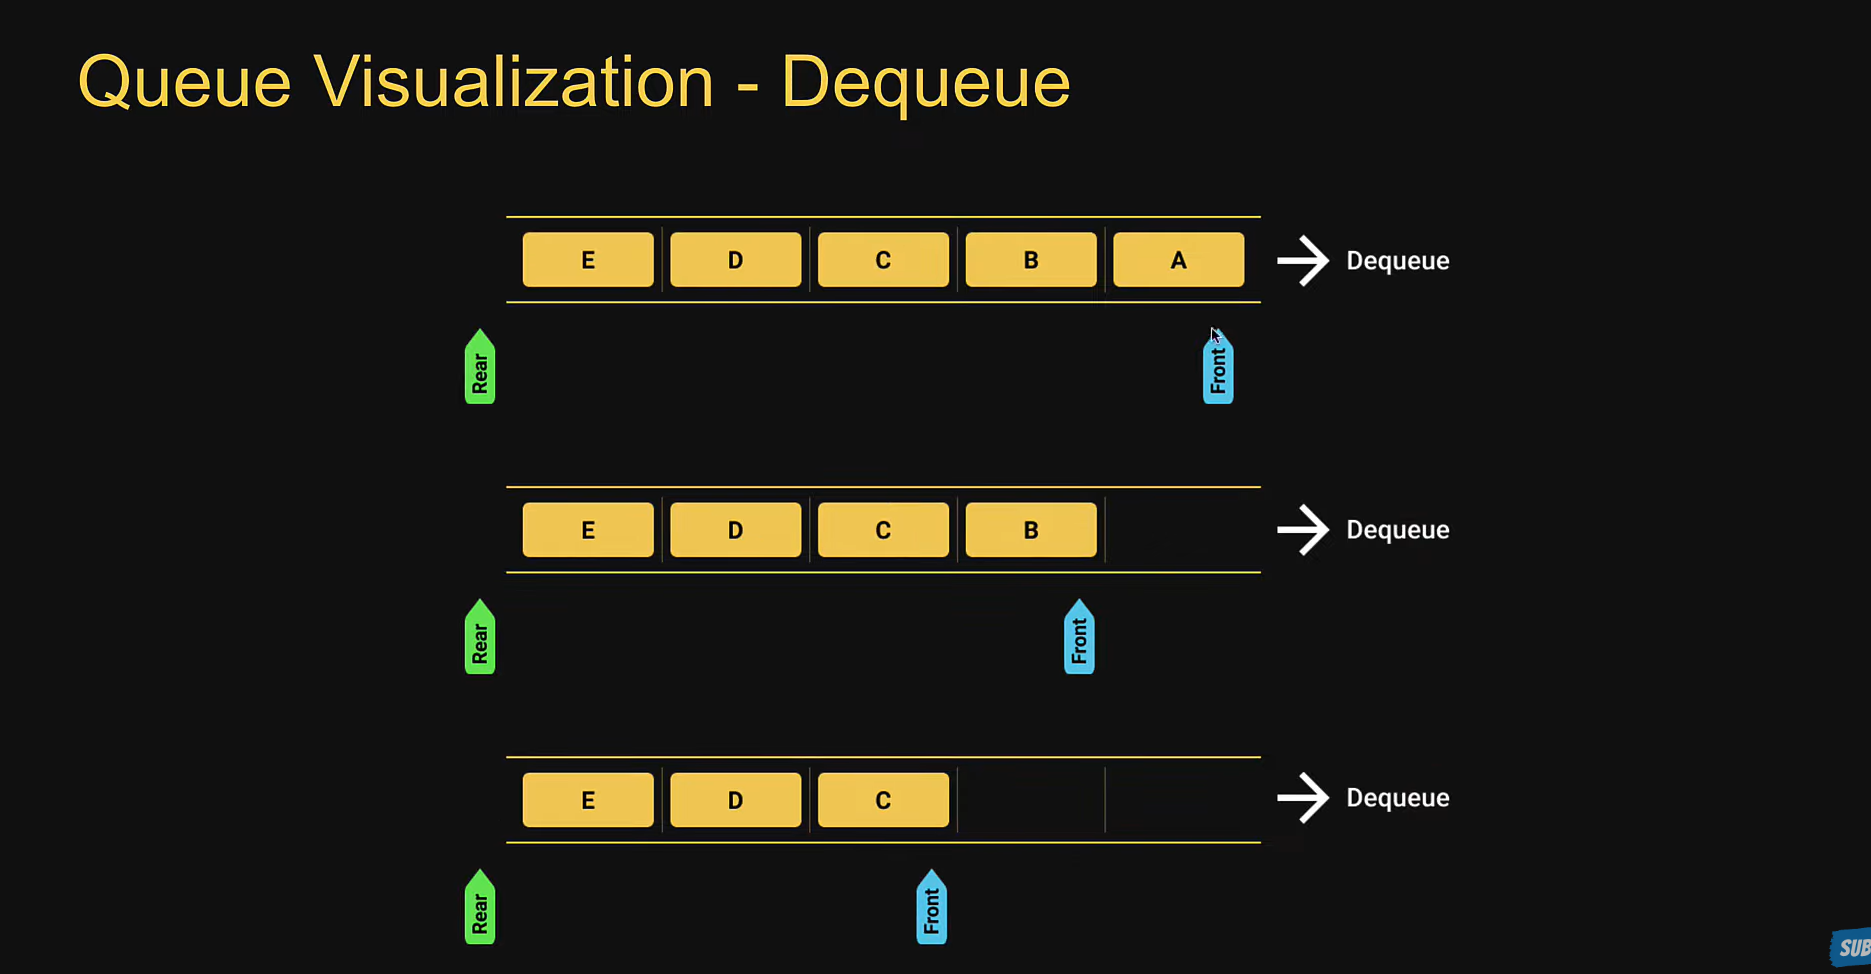 Queue Visualization - Dequeue
E D C B A Dequeue
Rear Front
E D C B Dequeue
Rear Front
E D C Dequeue
Rear Front
SUB